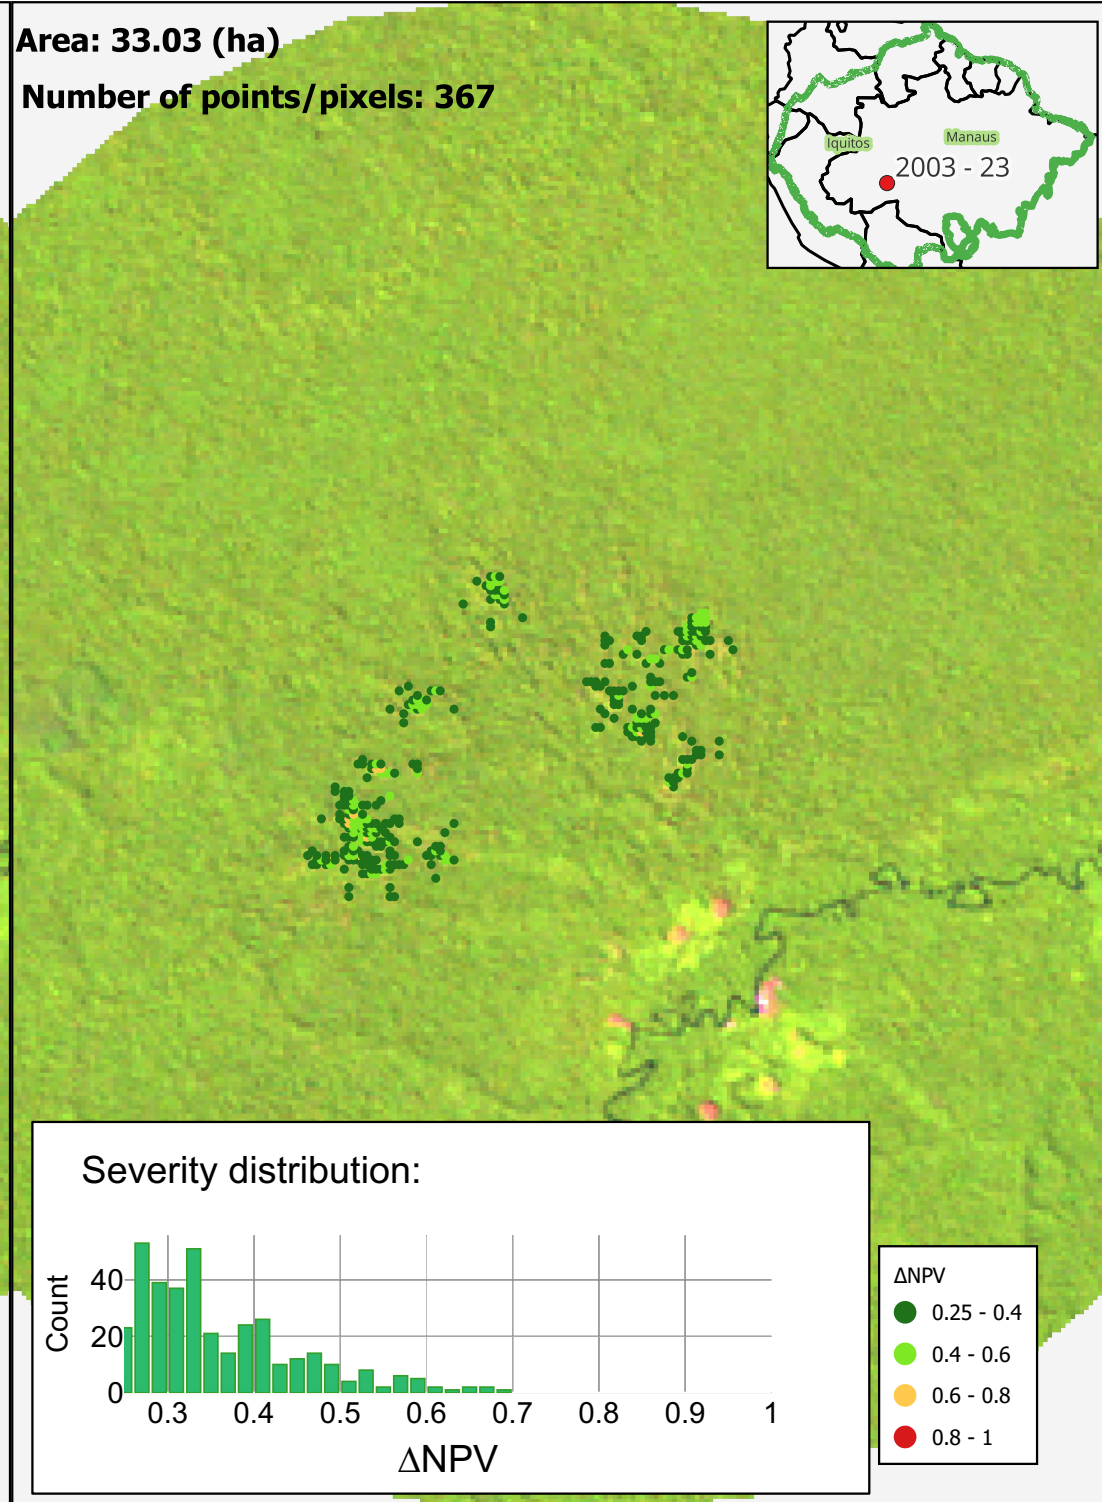 Area: 33.03 (ha)
Number of points/pixels: 367
Iquitos
Manaus
2003 - 23
Severity distribution:
Count
40
20
0
0.3 0.4 0.5 0.6 0.7 0.8 0.9 1
ΔNPV
ΔNPV
0.25 - 0.4
0.4 - 0.6
0.6 - 0.8
0.8 - 1